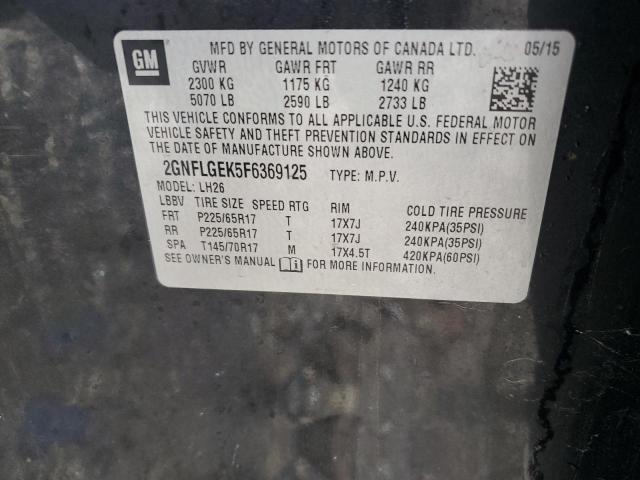 GM
MFD BY GENERAL MOTORS OF CANADA LTD. 05/15
GVWR GAWR FRT GAWR RR
2300 KG 1175 KG 1240 KG
5070 LB 2590 LB 2733 LB
THIS VEHICLE CONFORMS TO ALL APPLICABLE U.S. FEDERAL MOTOR
VEHICLE SAFETY AND THEFT PREVENTION STANDARDS IN EFFECT ON
THE DATE OF MANUFACTURE SHOWN ABOVE.
2GNFLGEK5F6369125 TYPE: M.P.V.
MODEL: LH26
LBBV TIRE SIZE SPEED RTG RIM COLD TIRE PRESSURE
FRT P225/65R17 T 17X7J 240KPA(35PSI)
RR P225/65R17 T 17X7J 240KPA(35PSI)
SPA T145/70R17 M 17X4.5T 420KPA(60PSI)
SEE OWNER'S MANUAL FOR MORE INFORMATION.